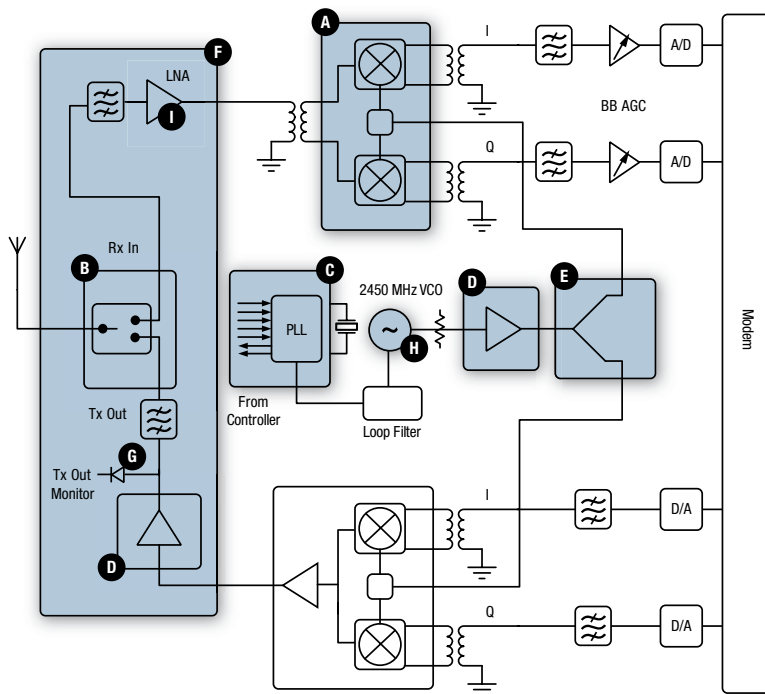 A
I
F
LNA
A/D
I
BB AGC
Q
A/D
Rx In
B
C
2450 MHz VCO
D
E
PLL
~
H
Modem
From
Controller
Loop Filter
Tx Out
G
Tx Out
Monitor
I
D/A
D
Q
D/A